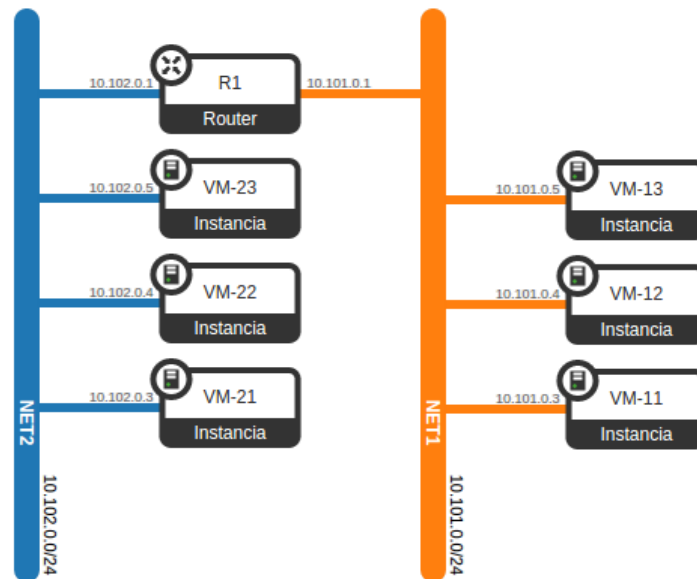 10.102.0.1
R1
Router
10.101.0.1
10.102.0.5
VM-23
Instancia
10.101.0.5
VM-13
Instancia
10.102.0.4
VM-22
Instancia
10.101.0.4
VM-12
Instancia
10.102.0.3
VM-21
Instancia
10.101.0.3
VM-11
Instancia
NET2
10.102.0.0/24
NET1
10.101.0.0/24